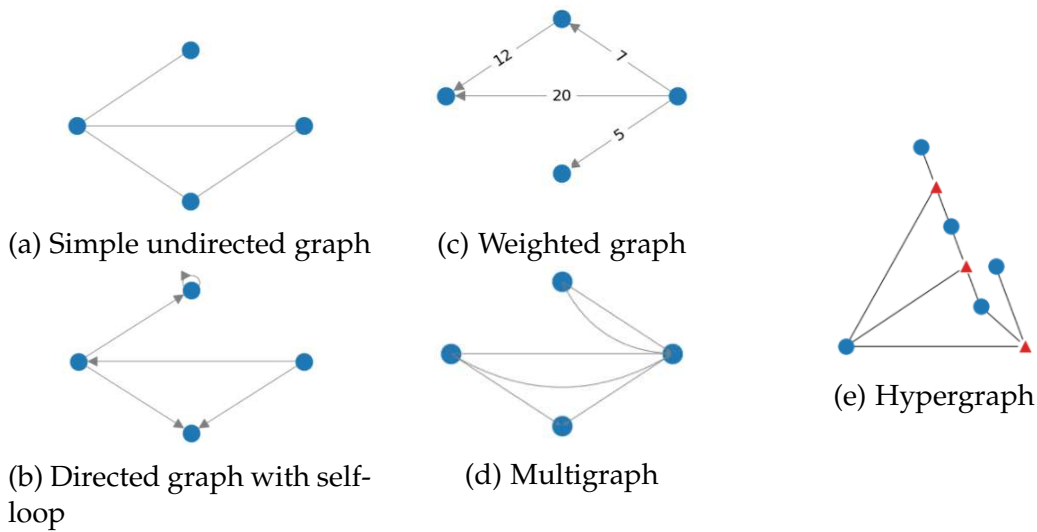 12
7
20
5
(a) Simple undirected graph
(c) Weighted graph
(b) Directed graph with self-
loop
(d) Multigraph
(e) Hypergraph